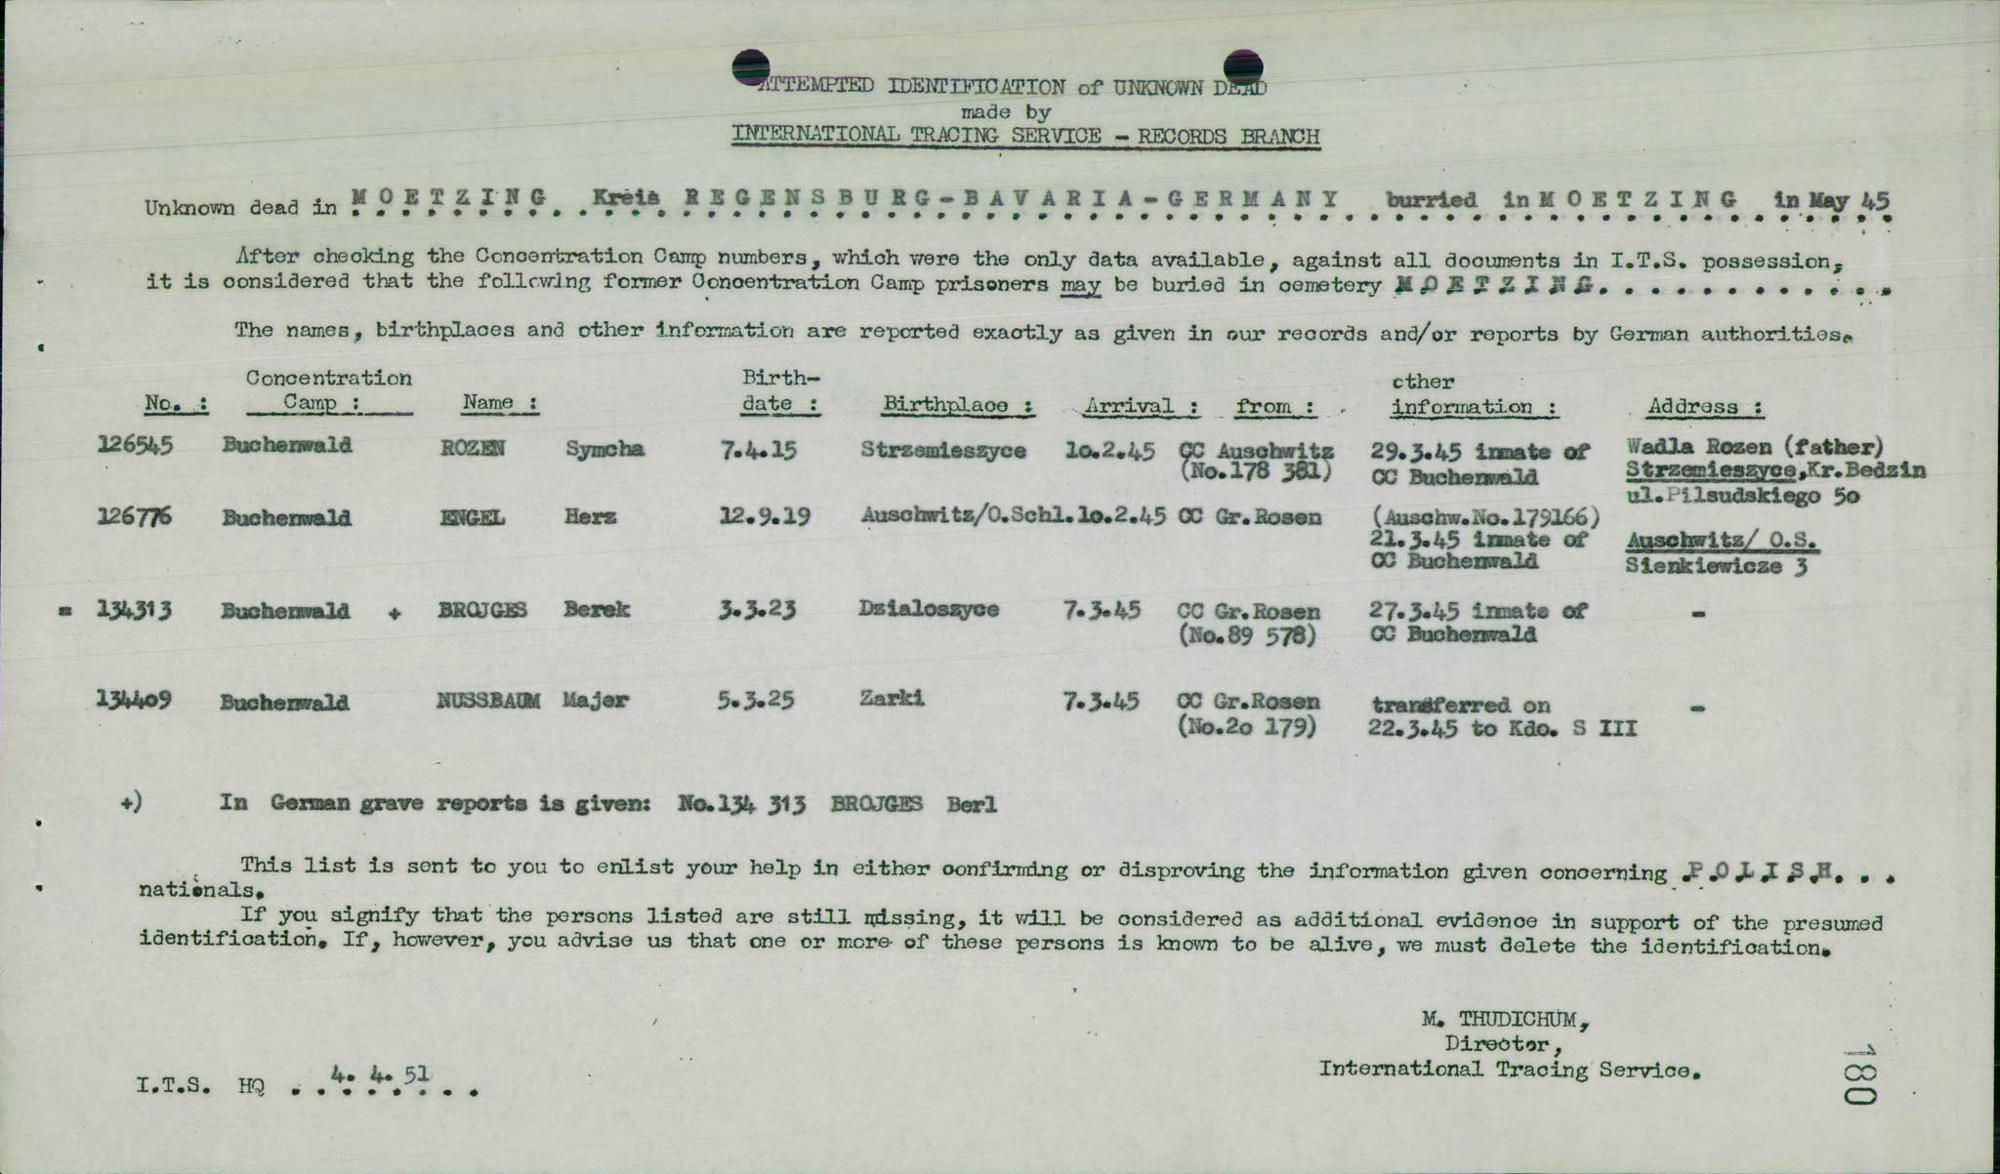 ATTEMPTED IDENTIFICATION of UNKNOWN DEAD
made by
INTERNATIONAL TRACING SERVICE - RECORDS BRANCH
Unknown dead in MOETZING Kreis REGENSBURG-BAVARIA-GERMANY burried in MOETZING in May 45
After checking the Concentration Camp numbers, which were the only data available, against all documents in I.T.S. possession,
it is considered that the following former Concentration Camp prisoners may be buried in cemetery MOETZING.............
The names, birthplaces and other information are reported exactly as given in our records and/or reports by German authorities.
No. : Concentration Camp : Name : Birth-date : Birthplace : Arrival : from : other information : Address :
126545 Buchenwald ROZEN Symcha 7.4.15 Strzemieszyce 10.2.45 CC Auschwitz 29.3.45 inmate of Wadla Rozen (father)
(No.178 381) CC Buchenwald Strzemieszyce,Kr.Bedzin
ul.Pilsudskiego 50
126776 Buchenwald ENGEL Herz 12.9.19 Auschwitz/O.Schl. 10.2.45 CC Gr.Rosen (Auschw.No.179166)
21.3.45 inmate of Auschwitz/ O.S.
CC Buchenwald Sienkiewicze 3
= 134313 Buchenwald + BROJGES Berek 3.3.23 Dzialoszyce 7.3.45 CC Gr.Rosen 27.3.45 inmate of -
(No.89 578) CC Buchenwald
134409 Buchenwald NUSSBAUM Majer 5.3.25 Zarki 7.3.45 CC Gr.Rosen transferred on -
(No.20 179) 22.3.45 to Kdo. S III
+) In German grave reports is given: No.134 313 BROJGES Berl
This list is sent to you to enlist your help in either confirming or disproving the information given concerning POLISH...
nationals.
If you signify that the persons listed are still missing, it will be considered as additional evidence in support of the presumed
identification. If, however, you advise us that one or more of these persons is known to be alive, we must delete the identification.
M. THUDICHUM,
Director,
International Tracing Service.
I.T.S. HQ 4. 4. 51
180